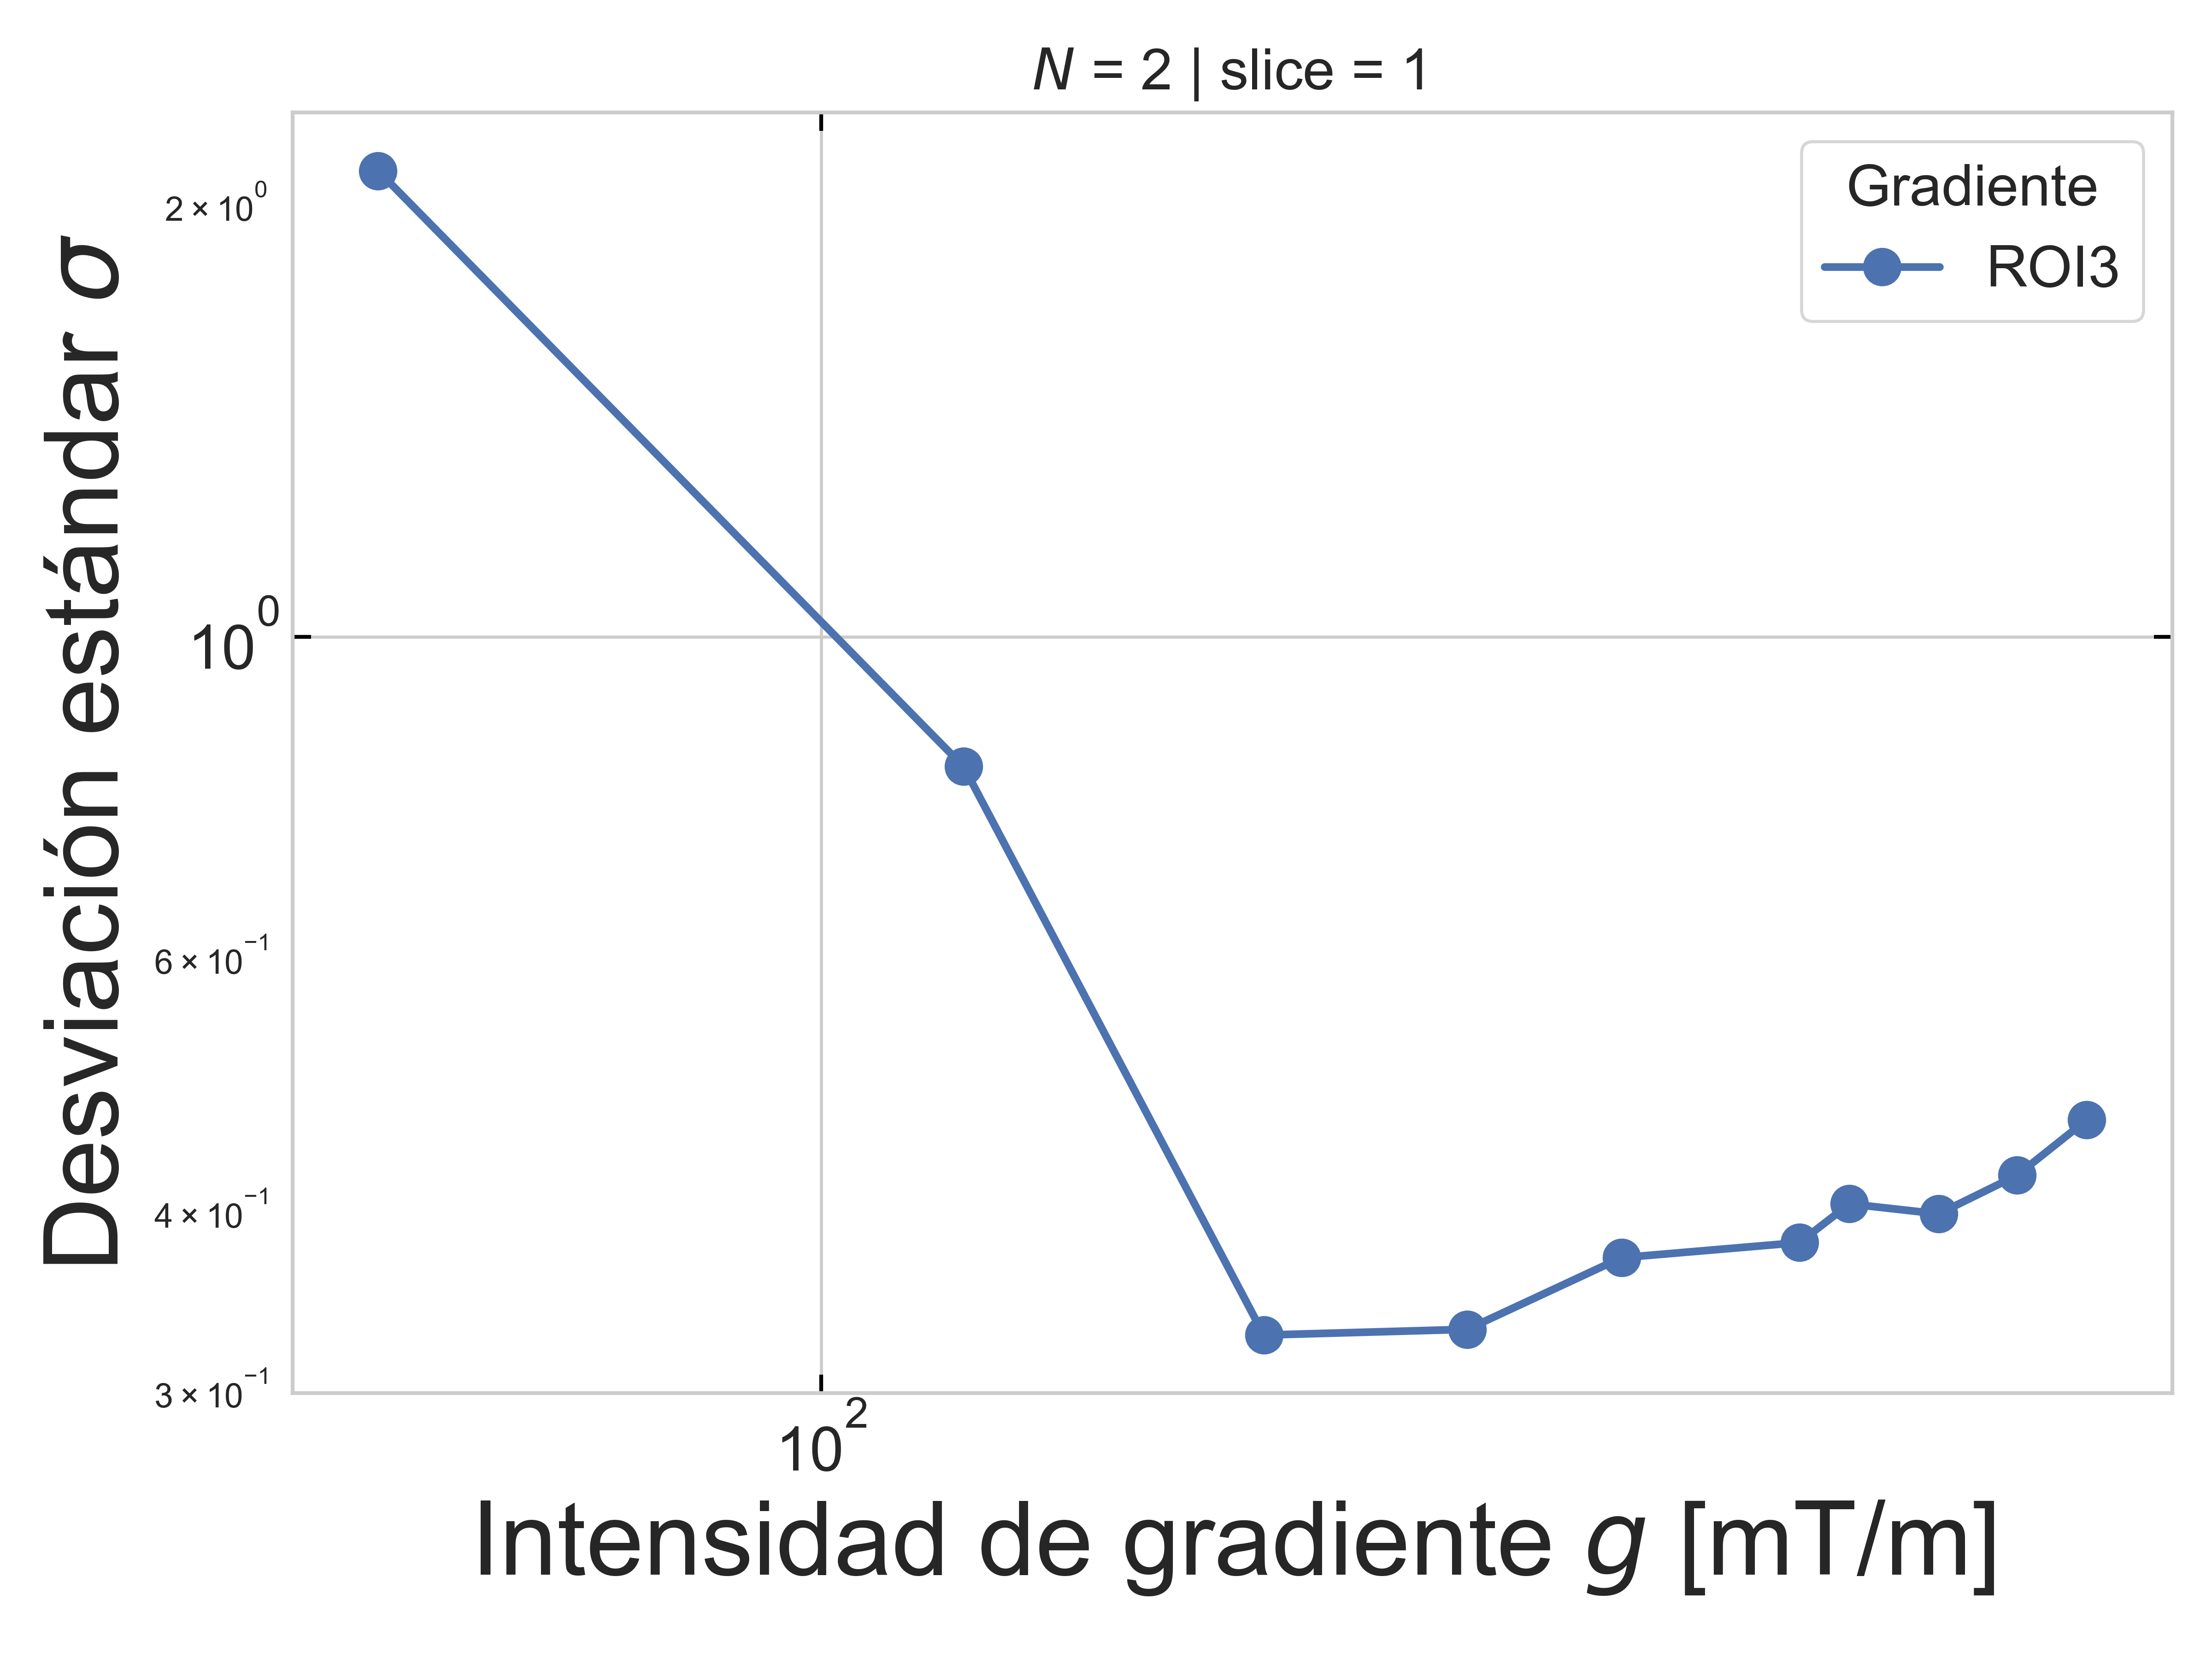 N = 2 | slice = 1
Gradiente
ROI3
Desviación estándar σ
2 × 10⁰
10⁰
6 × 10⁻¹
4 × 10⁻¹
3 × 10⁻¹
10²
Intensidad de gradiente g [mT/m]